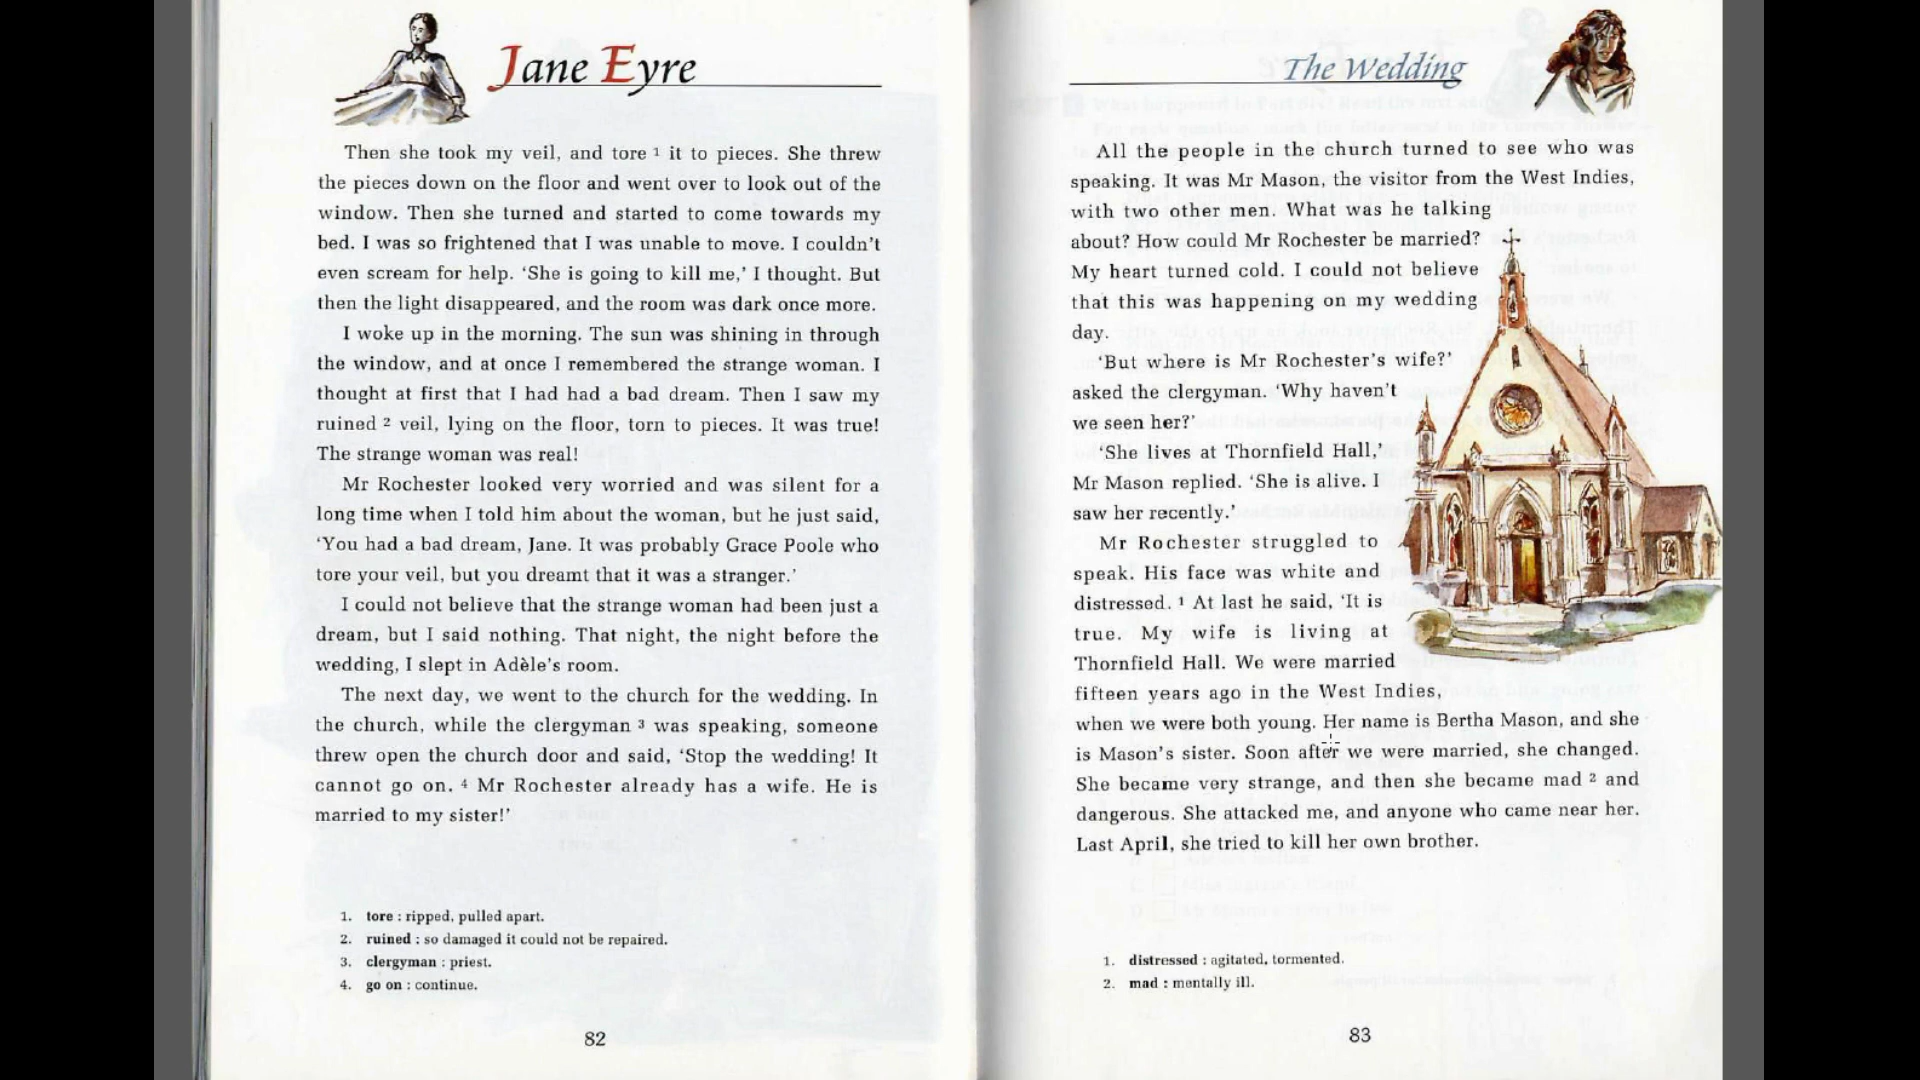 Jane Eyre
Then she took my veil, and tore 1 it to pieces. She threw
the pieces down on the floor and went over to look out of the
window. Then she turned and started to come towards my
bed. I was so frightened that I was unable to move. I couldn't
even scream for help. ‘She is going to kill me,’ I thought. But
then the light disappeared, and the room was dark once more.
I woke up in the morning. The sun was shining in through
the window, and at once I remembered the strange woman. I
thought at first that I had had a bad dream. Then I saw my
ruined 2 veil, lying on the floor, torn to pieces. It was true!
The strange woman was real!
Mr Rochester looked very worried and was silent for a
long time when I told him about the woman, but he just said,
‘You had a bad dream, Jane. It was probably Grace Poole who
tore your veil, but you dreamt that it was a stranger.’
I could not believe that the strange woman had been just a
dream, but I said nothing. That night, the night before the
wedding, I slept in Adèle's room.
The next day, we went to the church for the wedding. In
the church, while the clergyman 3 was speaking, someone
threw open the church door and said, ‘Stop the wedding! It
cannot go on. 4 Mr Rochester already has a wife. He is
married to my sister!’
1. tore : ripped, pulled apart.
2. ruined : so damaged it could not be repaired.
3. clergyman : priest.
4. go on : continue.
82
The Wedding
All the people in the church turned to see who was
speaking. It was Mr Mason, the visitor from the West Indies,
with two other men. What was he talking
about? How could Mr Rochester be married?
My heart turned cold. I could not believe
that this was happening on my wedding
day.
‘But where is Mr Rochester's wife?’
asked the clergyman. ‘Why haven't
we seen her?’
‘She lives at Thornfield Hall,’
Mr Mason replied. ‘She is alive. I
saw her recently.’
Mr Rochester struggled to
speak. His face was white and
distressed. 1 At last he said, ‘It is
true. My wife is living at
Thornfield Hall. We were married
fifteen years ago in the West Indies,
when we were both young. Her name is Bertha Mason, and she
is Mason's sister. Soon after we were married, she changed.
She became very strange, and then she became mad 2 and
dangerous. She attacked me, and anyone who came near her.
Last April, she tried to kill her own brother.
1. distressed : agitated, tormented.
2. mad : mentally ill.
83